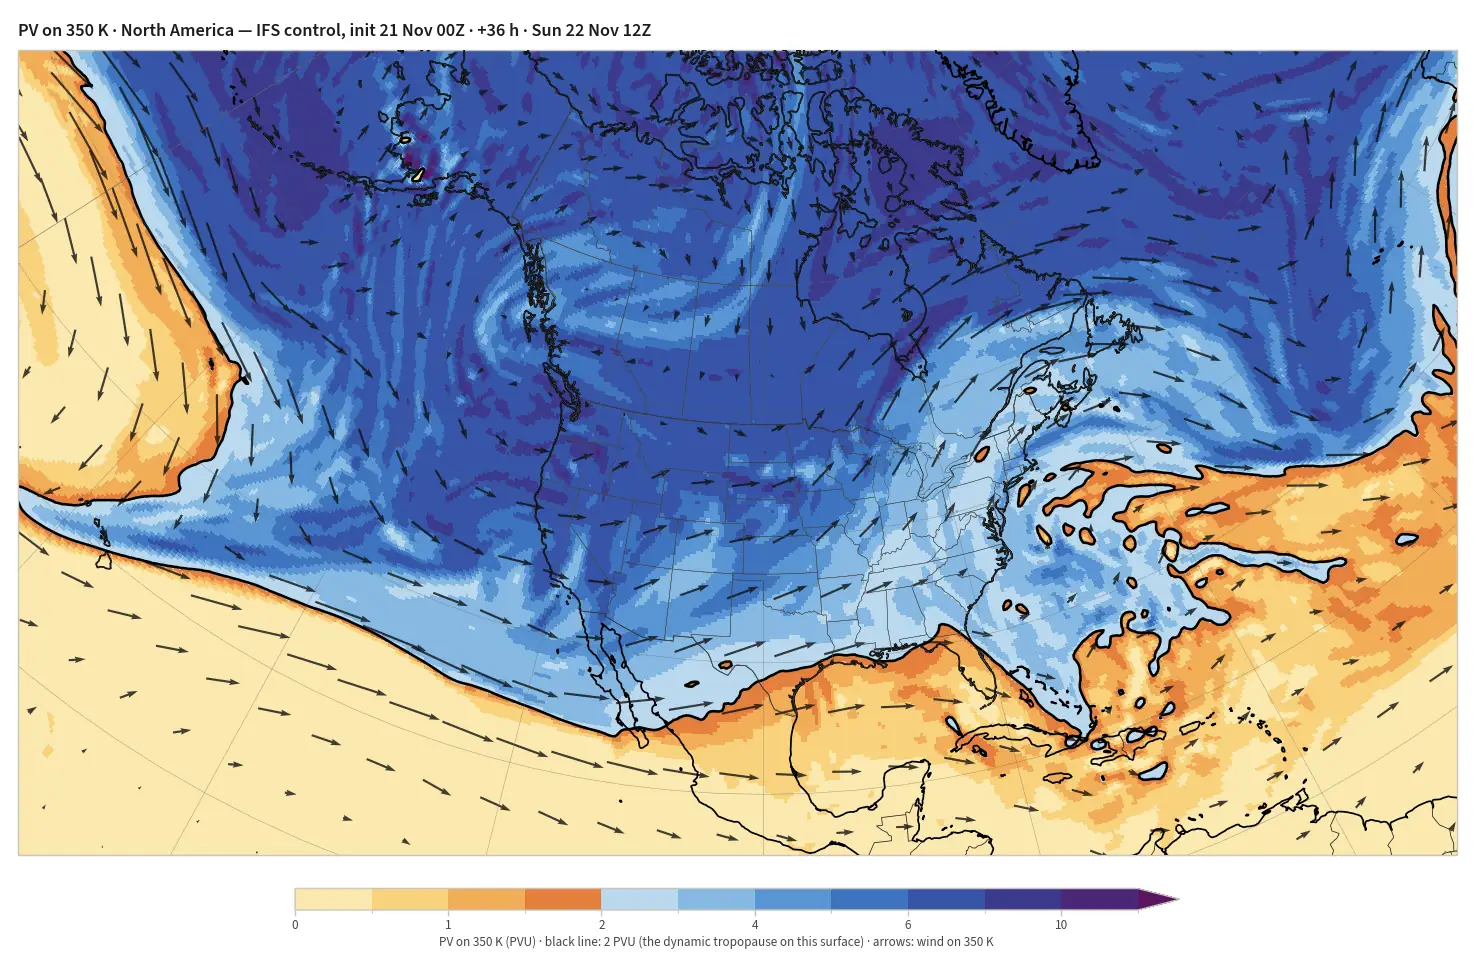 PV on 350 K · North America — IFS control, init 21 Nov 00Z · +36 h · Sun 22 Nov 12Z
0 1 2 4 6 10
PV on 350 K (PVU) · black line: 2 PVU (the dynamic tropopause on this surface) · arrows: wind on 350 K